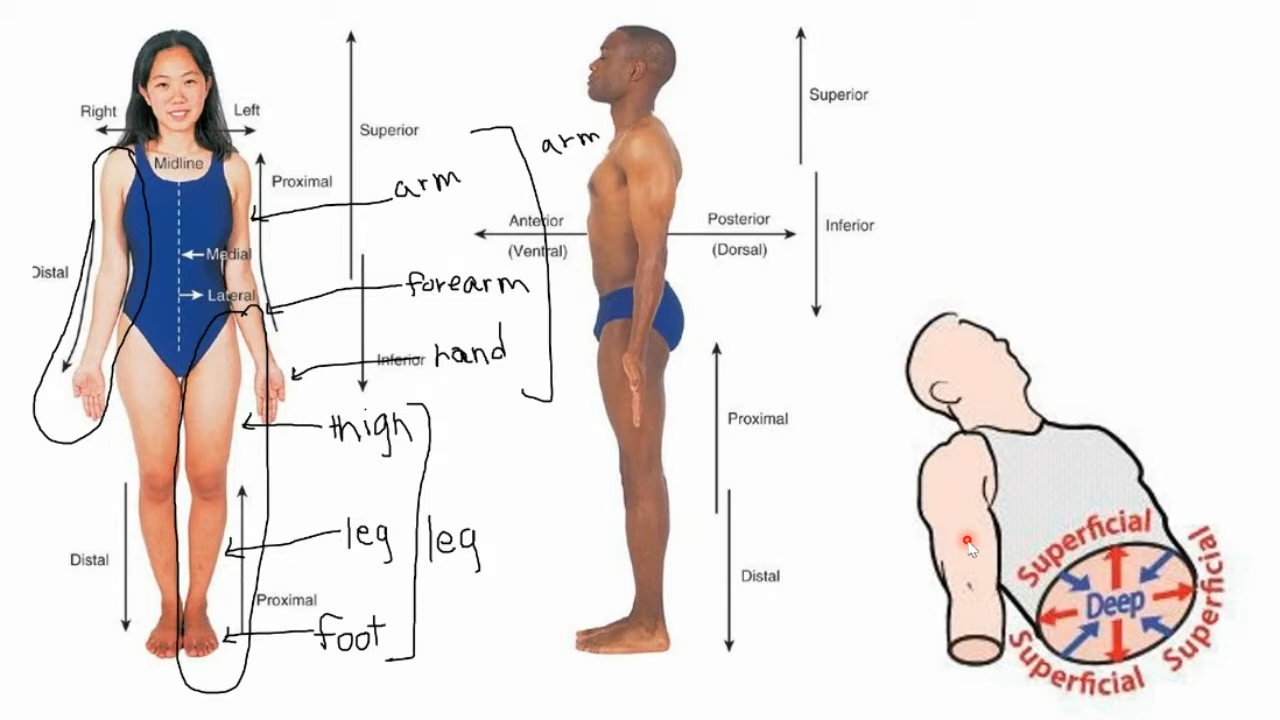 Right
Left
Midline
Superior
Proximal
arm
Medial
Distal
Lateral
forearm
Inferior
hand
thigh
leg
leg
Distal
Proximal
foot
arm
Anterior
(Ventral)
Posterior
(Dorsal)
Superior
Inferior
Proximal
Distal
Superficial
Superficial
Deep
Superficial